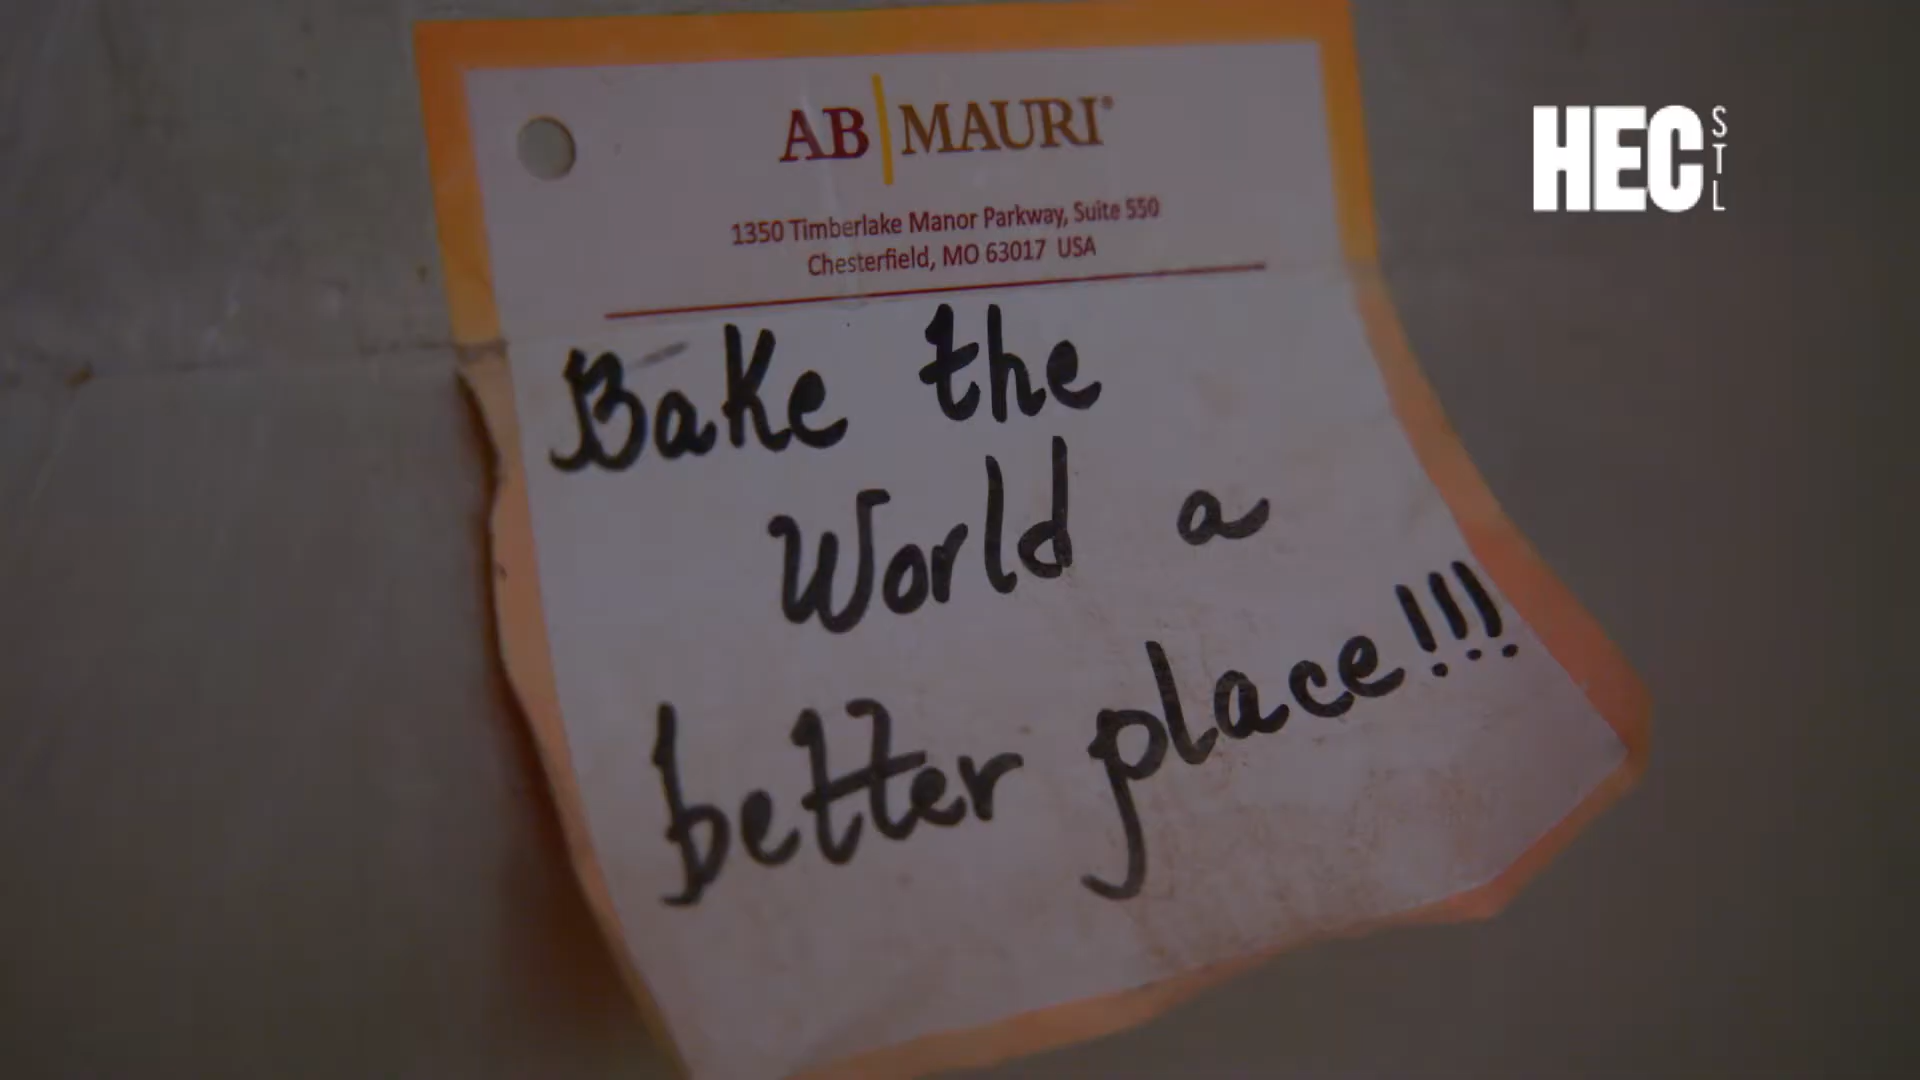 AB|MAURI®
1350 Timberlake Manor Parkway, Suite 550
Chesterfield, MO 63017 USA
Bake the
World a
better place!!!
HEC
STL